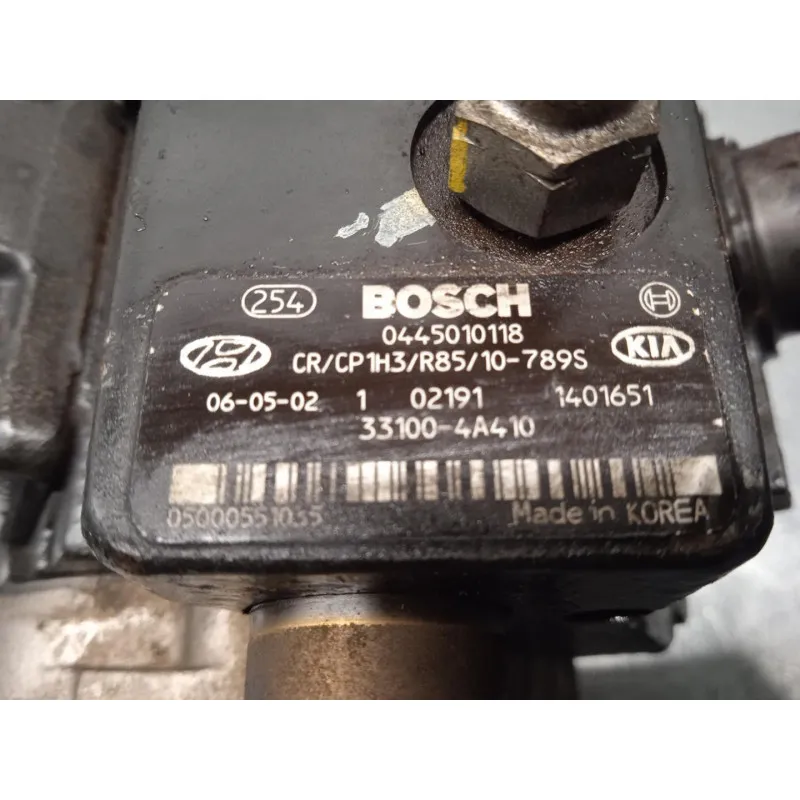 254 BOSCH
0445010118
CR/CP1H3/R85/10-789S KIA
06-05-02 1 02191 1401651
33100-4A410
05000551035
Made in KOREA